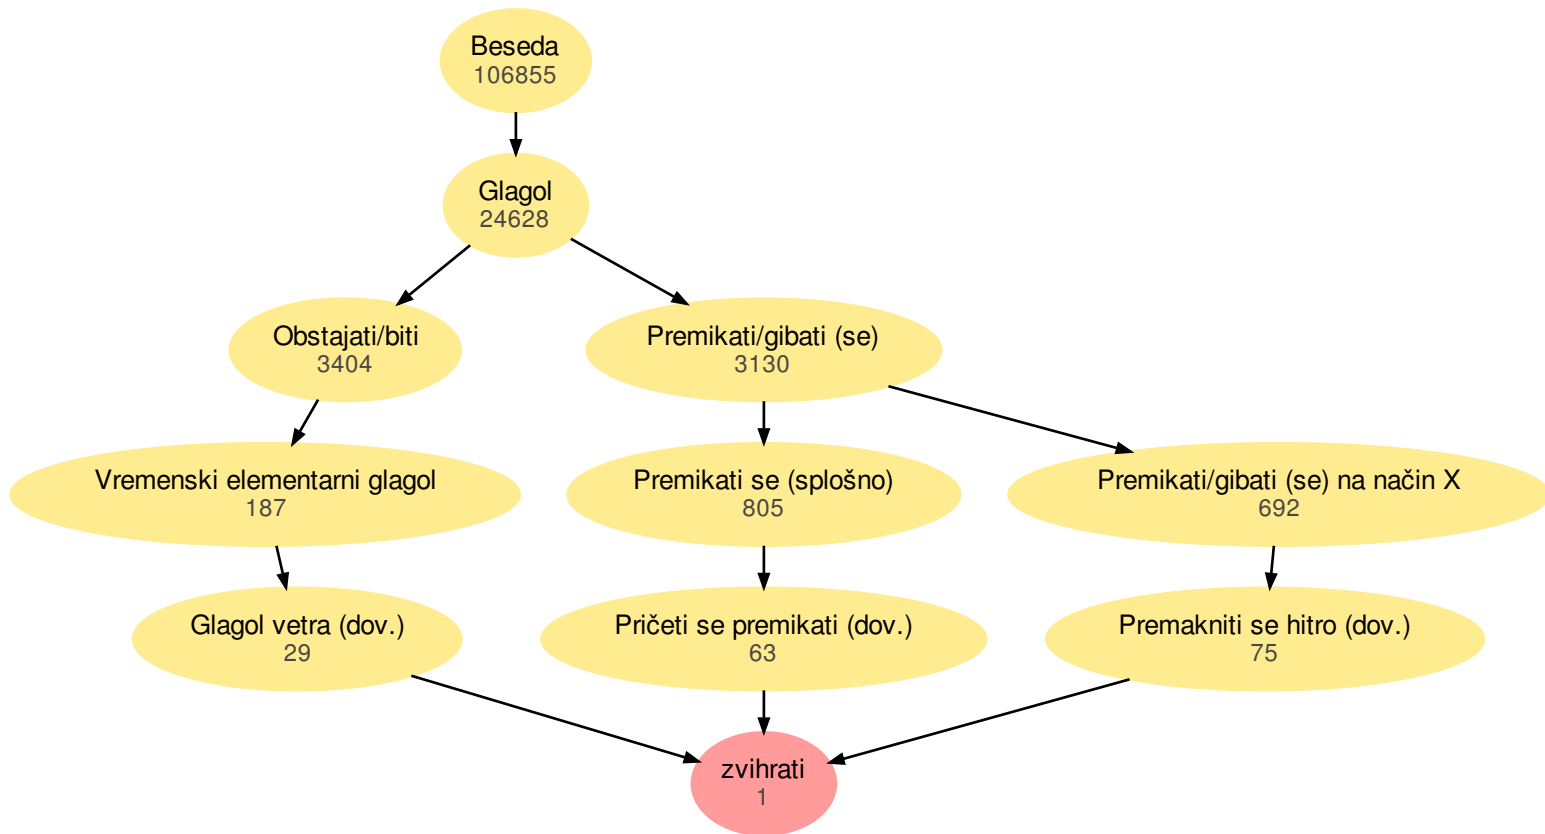 Beseda
106855
Glagol
24628
Obstajati/biti
3404
Premikati/gibati (se)
3130
Vremenski elementarni glagol
187
Premikati se (splošno)
805
Premikati/gibati (se) na način X
692
Glagol vetra (dov.)
29
Pričeti se premikati (dov.)
63
Premakniti se hitro (dov.)
75
zvihrati
1